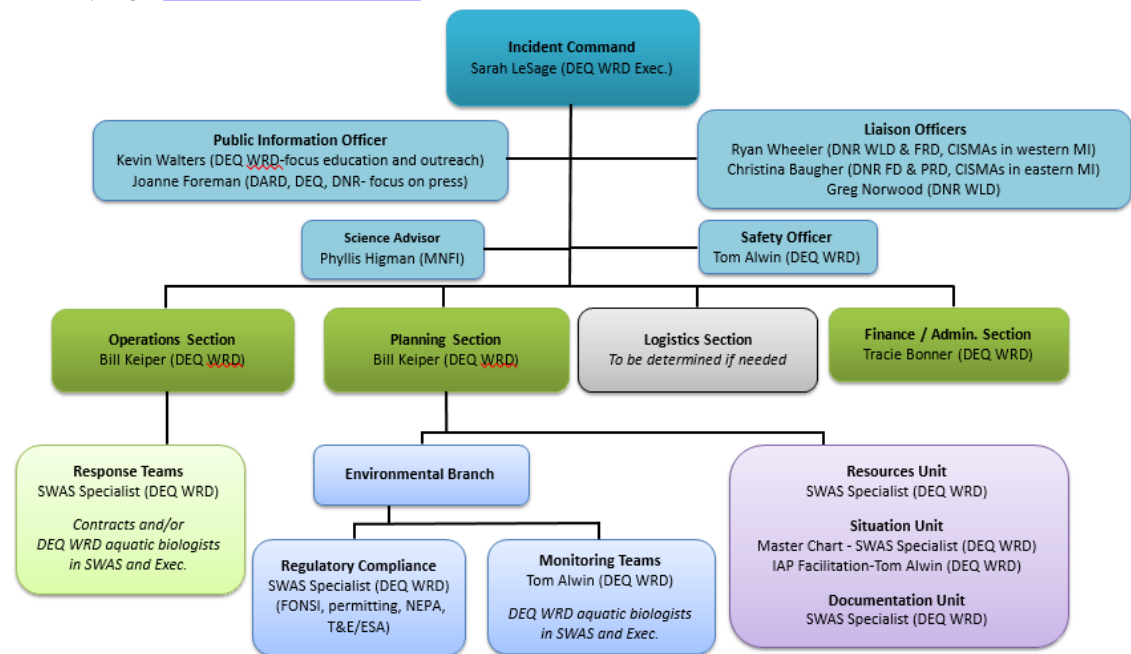 Incident Command
Sarah LeSage (DEQ WRD Exec.)
Public Information Officer
Kevin Walters (DEQ WRD-focus education and outreach)
Joanne Foreman (DARD, DEQ, DNR- focus on press)
Liaison Officers
Ryan Wheeler (DNR WLD & FRD, CISMAs in western MI)
Christina Baugher (DNR FD & PRD, CISMAs in eastern MI)
Greg Norwood (DNR WLD)
Science Advisor
Phyllis Higman (MNFI)
Safety Officer
Tom Alwin (DEQ WRD)
Operations Section
Bill Keiper (DEQ WRD)
Planning Section
Bill Keiper (DEQ WRD)
Logistics Section
To be determined if needed
Finance / Admin. Section
Tracie Bonner (DEQ WRD)
Response Teams
SWAS Specialist (DEQ WRD)
Contracts and/or
DEQ WRD aquatic biologists
in SWAS and Exec.
Environmental Branch
Regulatory Compliance
SWAS Specialist (DEQ WRD)
(FONSI, permitting, NEPA,
T&E/ESA)
Monitoring Teams
Tom Alwin (DEQ WRD)
DEQ WRD aquatic biologists
in SWAS and Exec.
Resources Unit
SWAS Specialist (DEQ WRD)
Situation Unit
Master Chart - SWAS Specialist (DEQ WRD)
IAP Facilitation-Tom Alwin (DEQ WRD)
Documentation Unit
SWAS Specialist (DEQ WRD)